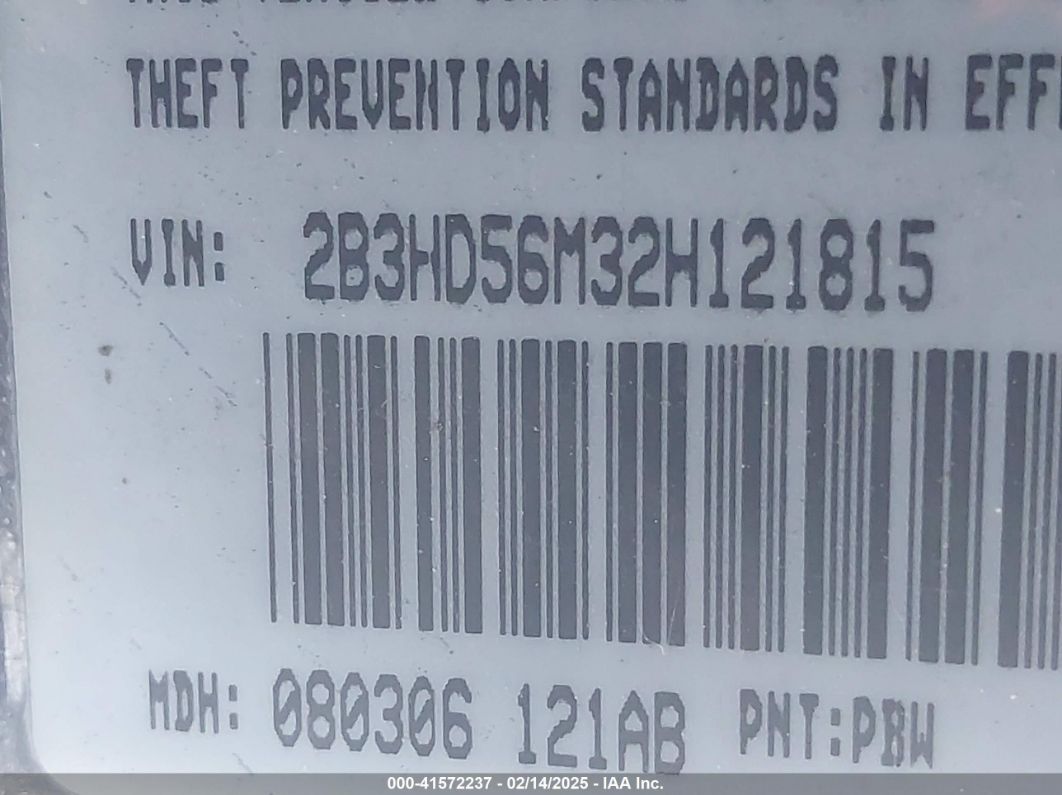 THEFT PREVENTION STANDARDS IN EFF
VIN: 2B3HD56M32H121815
MDH: 080306 121AB PNT:PBW
000-41572237 - 02/14/2025 - IAA Inc.